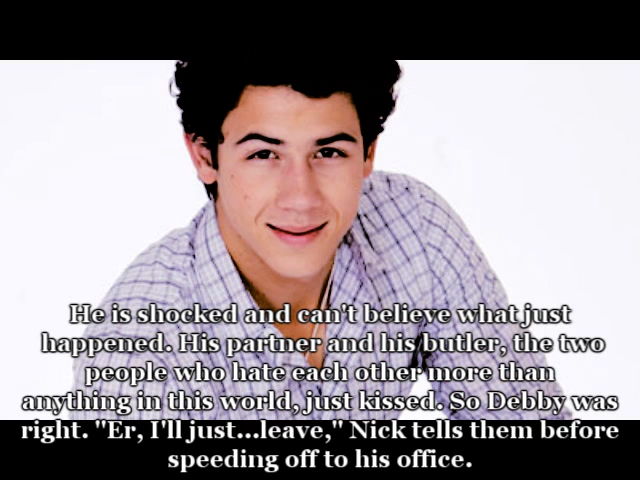 He is shocked and can't believe what just
happened. His partner and his butler, the two
people who hate each other more than
anything in this world, just kissed. So Debby was
right. "Er, I'll just...leave," Nick tells them before
speeding off to his office.